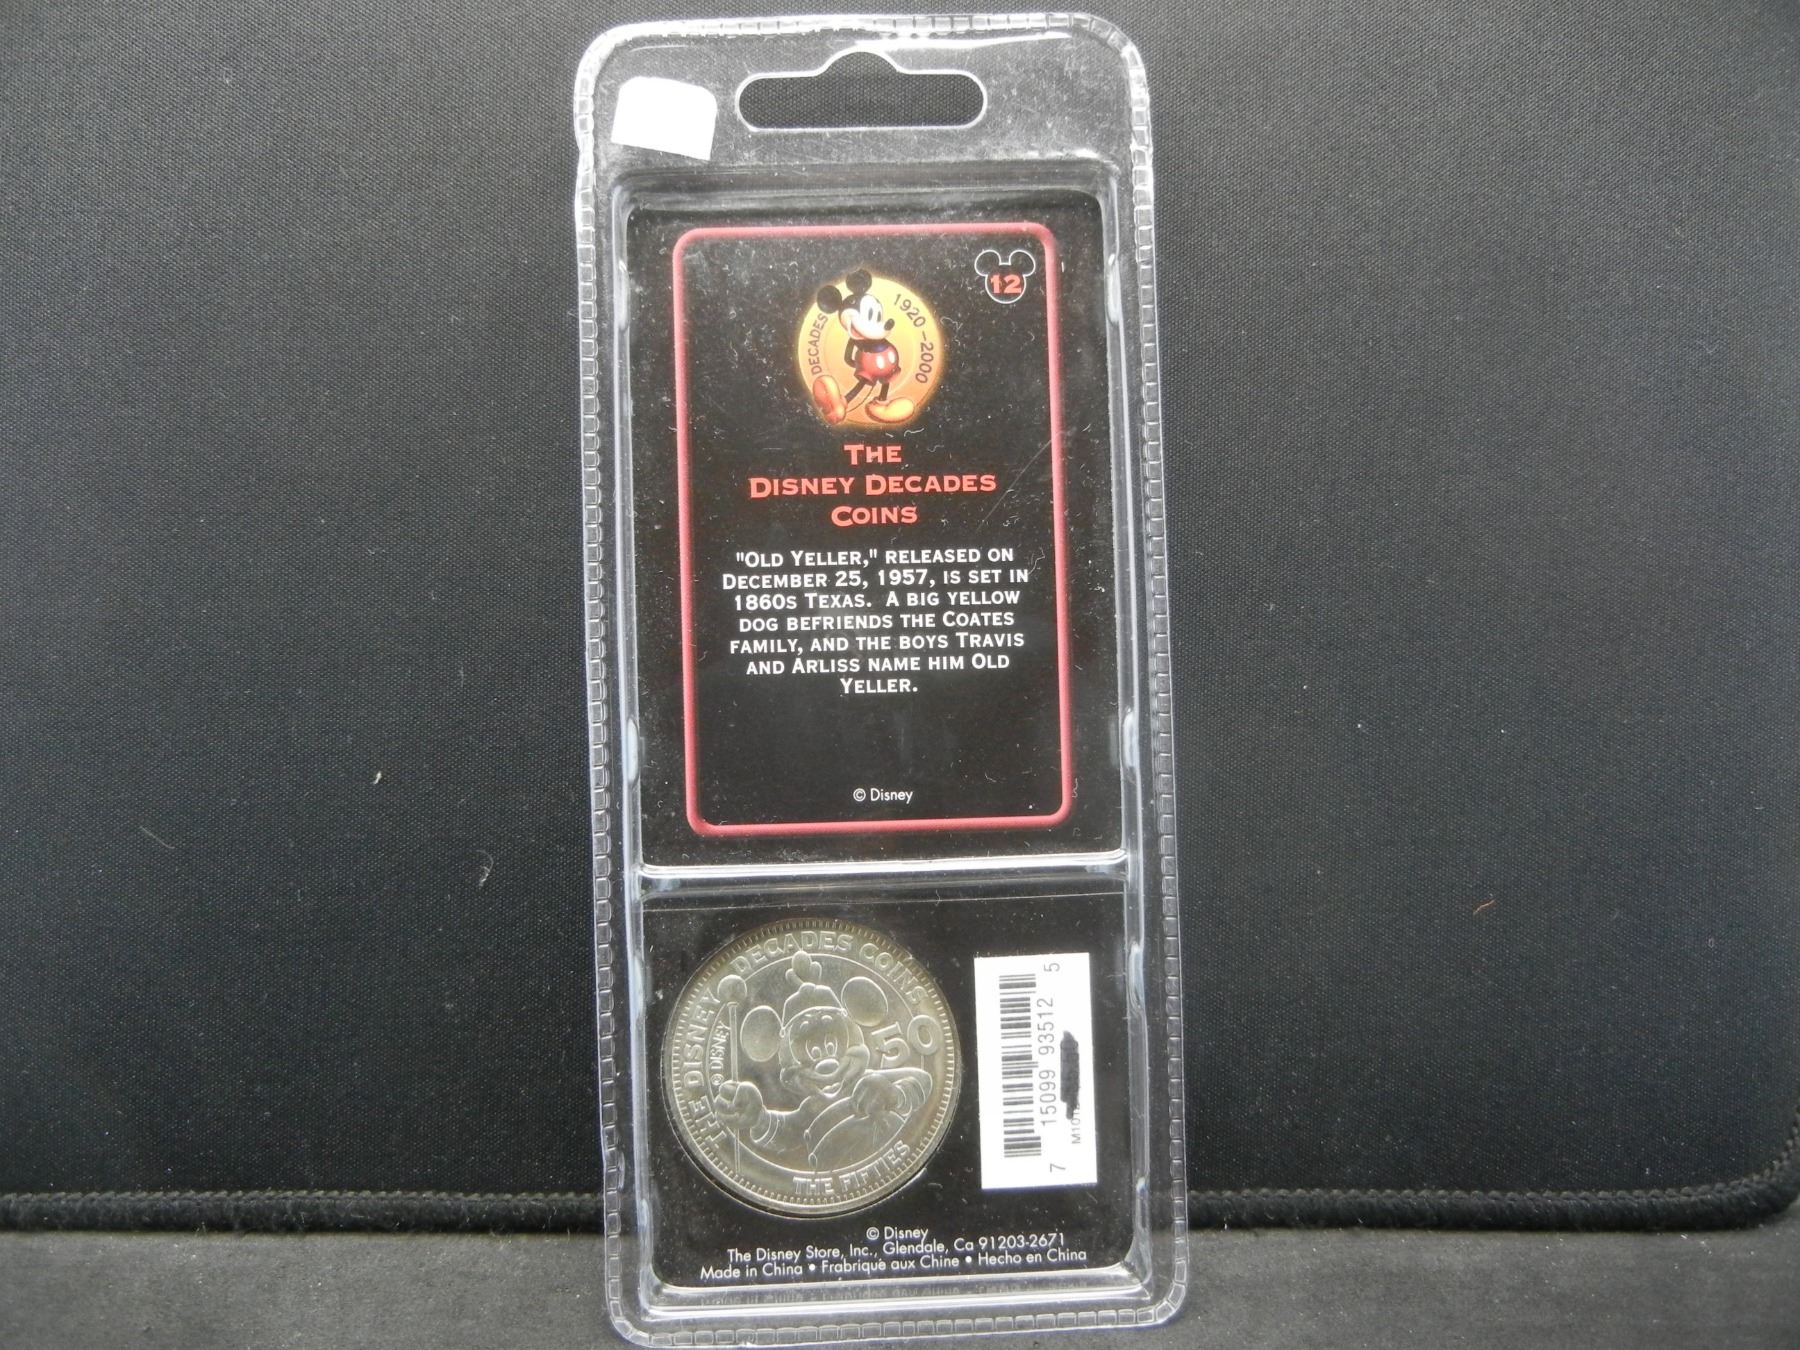 12
DECADES 1920-2000
THE
DISNEY DECADES
COINS
"OLD YELLER," RELEASED ON
DECEMBER 25, 1957, IS SET IN
1860S TEXAS. A BIG YELLOW
DOG BEFRIENDS THE COATES
FAMILY, AND THE BOYS TRAVIS
AND ARLISS NAME HIM OLD
YELLER.
© Disney
THE DISNEY DECADES COINS
© DISNEY
50
THE FIFTIES
7 15099 93512 5
© Disney
The Disney Store, Inc., Glendale, Ca 91203-2671
Made in China • Frabriqué aux Chine • Hecho en China